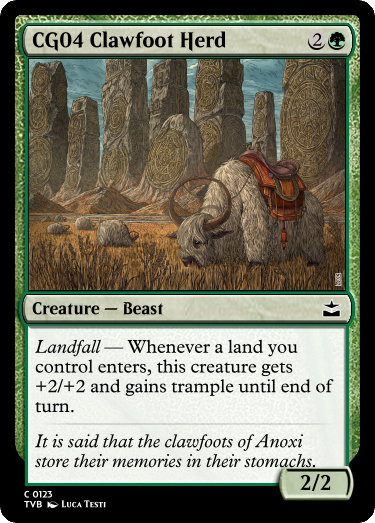 CG04 Clawfoot Herd 2
Creature — Beast
Landfall — Whenever a land you
control enters, this creature gets
+2/+2 and gains trample until end of
turn.
It is said that the clawfoots of Anoxi
store their memories in their stomachs.
2/2
C 0123
TVB Luca Testi